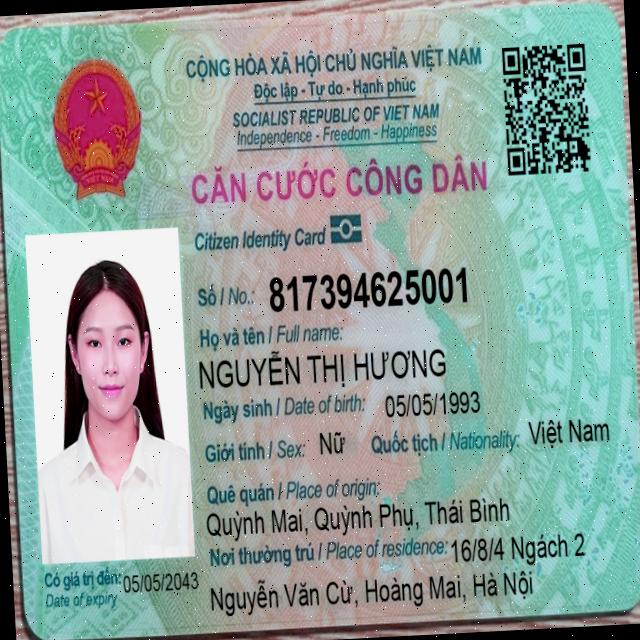 CỘNG HÒA XÃ HỘI CHỦ NGHĨA VIỆT NAM
Độc lập - Tự do - Hạnh phúc
SOCIALIST REPUBLIC OF VIET NAM
Independence - Freedom - Happiness
CĂN CƯỚC CÔNG DÂN
Citizen Identity Card
Số / No.: 817394625001
Họ và tên / Full name:
NGUYỄN THỊ HƯƠNG
Ngày sinh / Date of birth: 05/05/1993
Giới tính / Sex: Nữ Quốc tịch / Nationality: Việt Nam
Quê quán / Place of origin:
Quỳnh Mai, Quỳnh Phụ, Thái Bình
Nơi thường trú / Place of residence: 16/8/4 Ngách 2
Nguyễn Văn Cừ, Hoàng Mai, Hà Nội
Có giá trị đến: 05/05/2043
Date of expiry